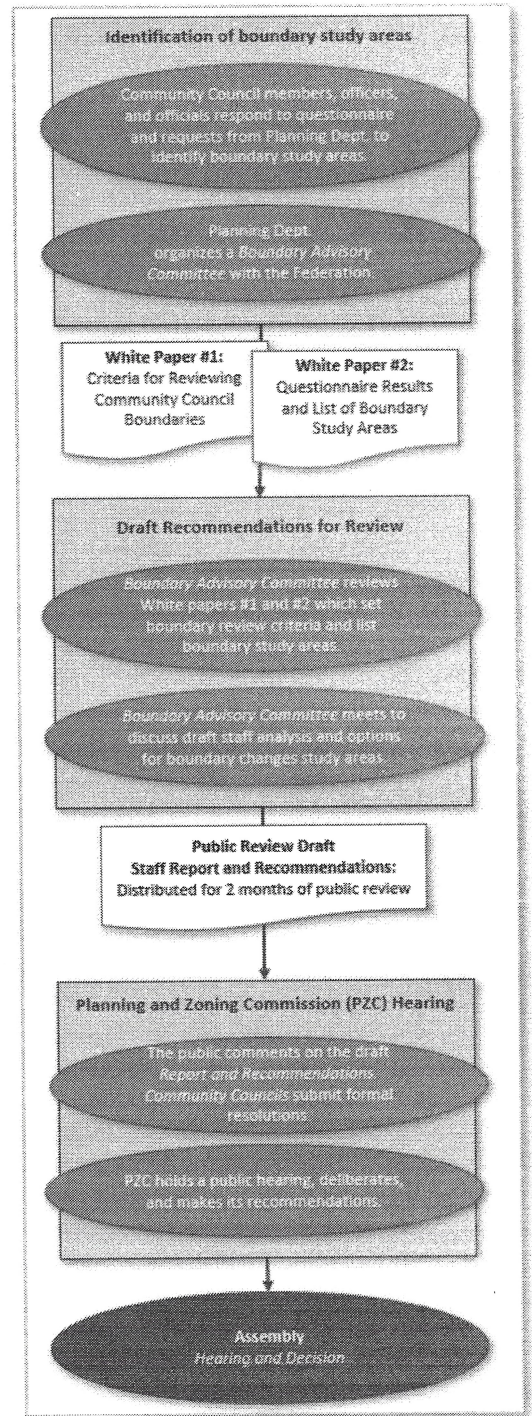 Identification of boundary study areas
Community Council members, officers,
and officials respond to questionnaire
and requests from Planning Dept. to
identify boundary study areas.
Planning Dept.
organizes a Boundary Advisory
Committee with the Federation.
White Paper #1:
Criteria for Reviewing
Community Council
Boundaries
White Paper #2:
Questionnaire Results
and List of Boundary
Study Areas
Draft Recommendations for Review
Boundary Advisory Committee reviews
White papers #1 and #2 which set
boundary review criteria and list
boundary study areas.
Boundary Advisory Committee meets to
discuss draft staff analysis and options
for boundary changes study areas.
Public Review Draft
Staff Report and Recommendations:
Distributed for 2 months of public review
Planning and Zoning Commission (PZC) Hearing
The public comments on the draft
Report and Recommendations.
Community Councils submit formal
resolutions.
PZC holds a public hearing, deliberates,
and makes its recommendations.
Assembly
Hearing and Decision